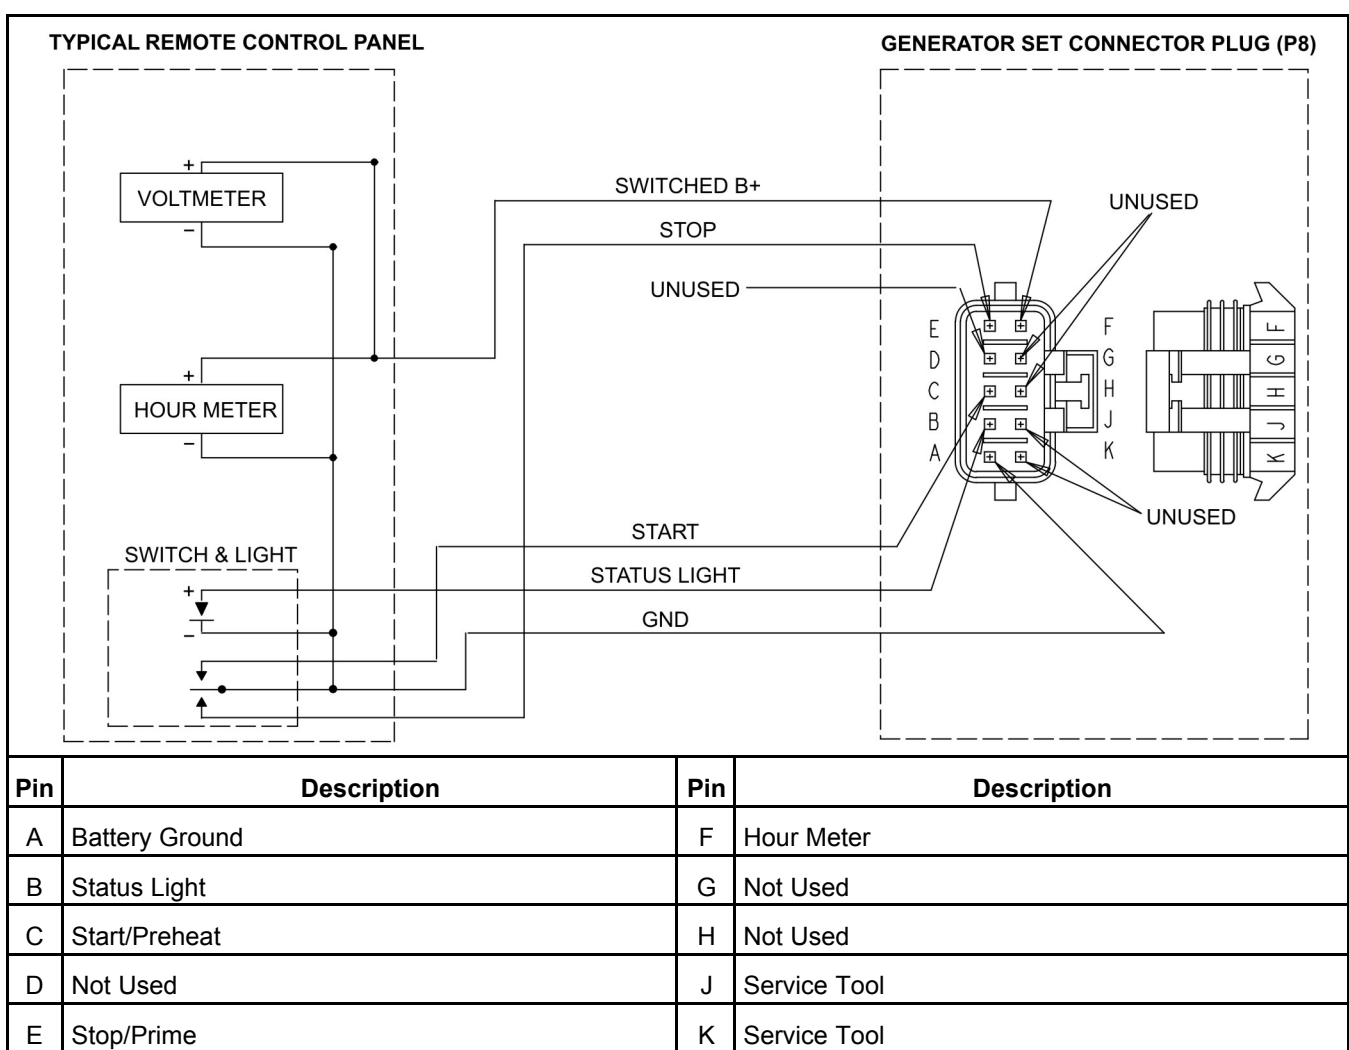 TYPICAL REMOTE CONTROL PANEL
GENERATOR SET CONNECTOR PLUG (P8)
+
VOLTMETER
−
SWITCHED B+
STOP
UNUSED
UNUSED
+
HOUR METER
−
E
D
C
B
A
F
G
H
J
K
F
G
H
J
K
UNUSED
START
SWITCH & LIGHT
STATUS LIGHT
+
−
GND
Pin Description Pin Description
A Battery Ground F Hour Meter
B Status Light G Not Used
C Start/Preheat H Not Used
D Not Used J Service Tool
E Stop/Prime K Service Tool